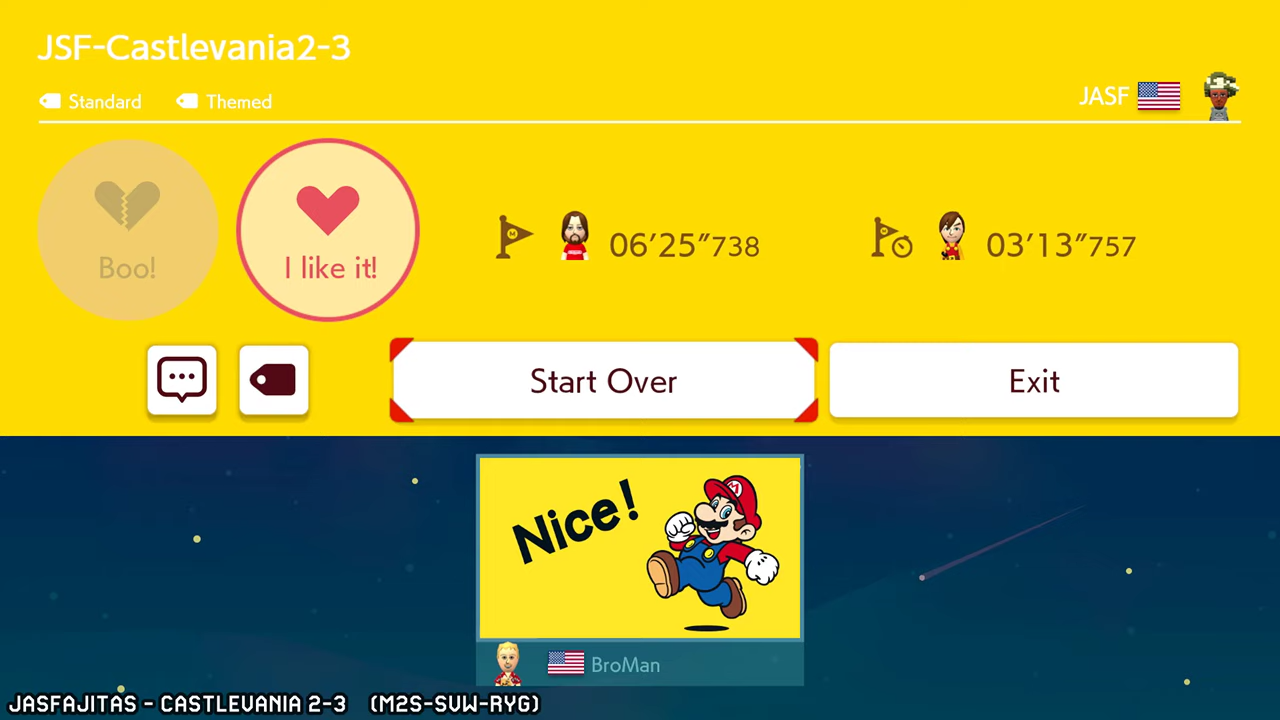 JSF-Castlevania2-3
Standard Themed
JASF
Boo!
I like it!
06'25"738
03'13"757
Start Over
Exit
Nice!
BroMan
JASFAJITAS - CASTLEVANIA 2-3 (M2S-SVW-RYG)